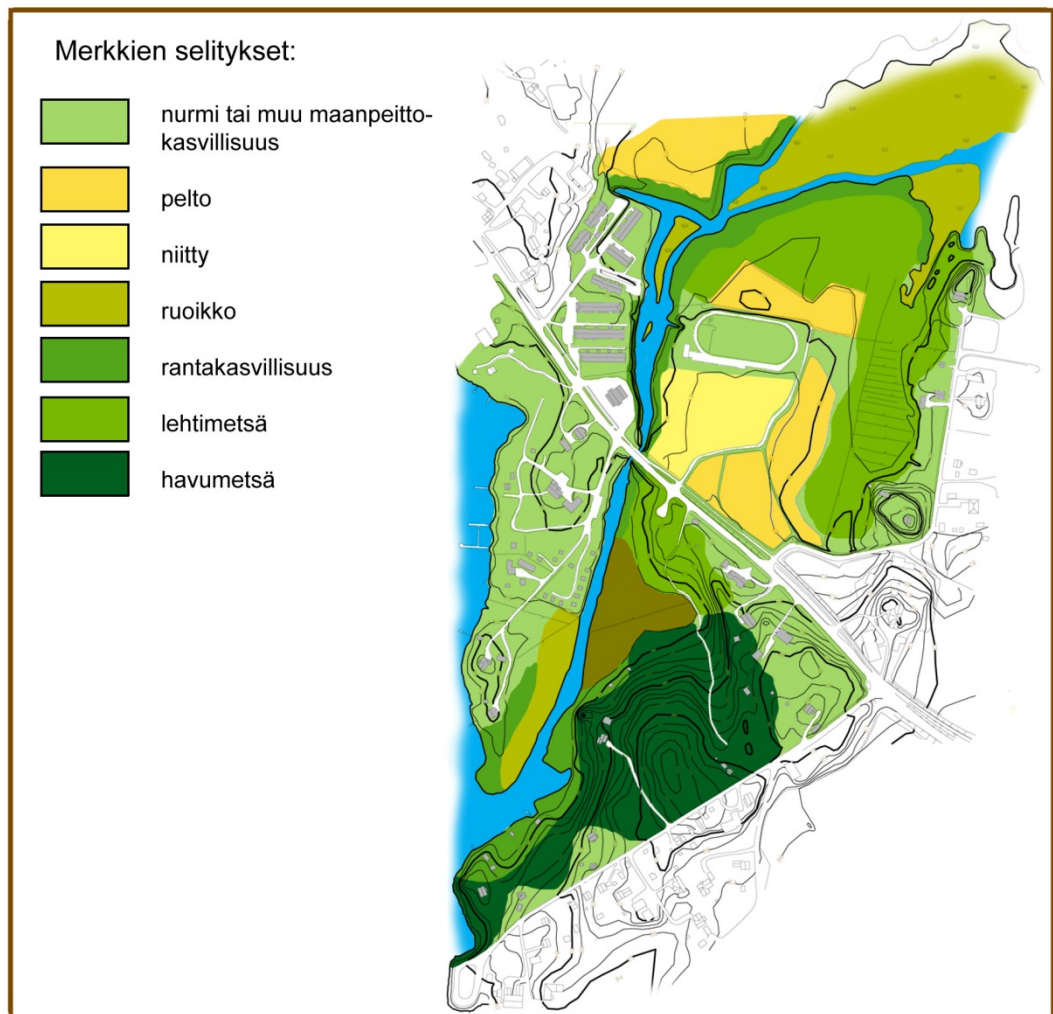 Merkkien selitykset:
nurmi tai muu maanpeitto-
kasvillisuus
pelto
niitty
ruoikko
rantakasvillisuus
lehtimetsä
havumetsä